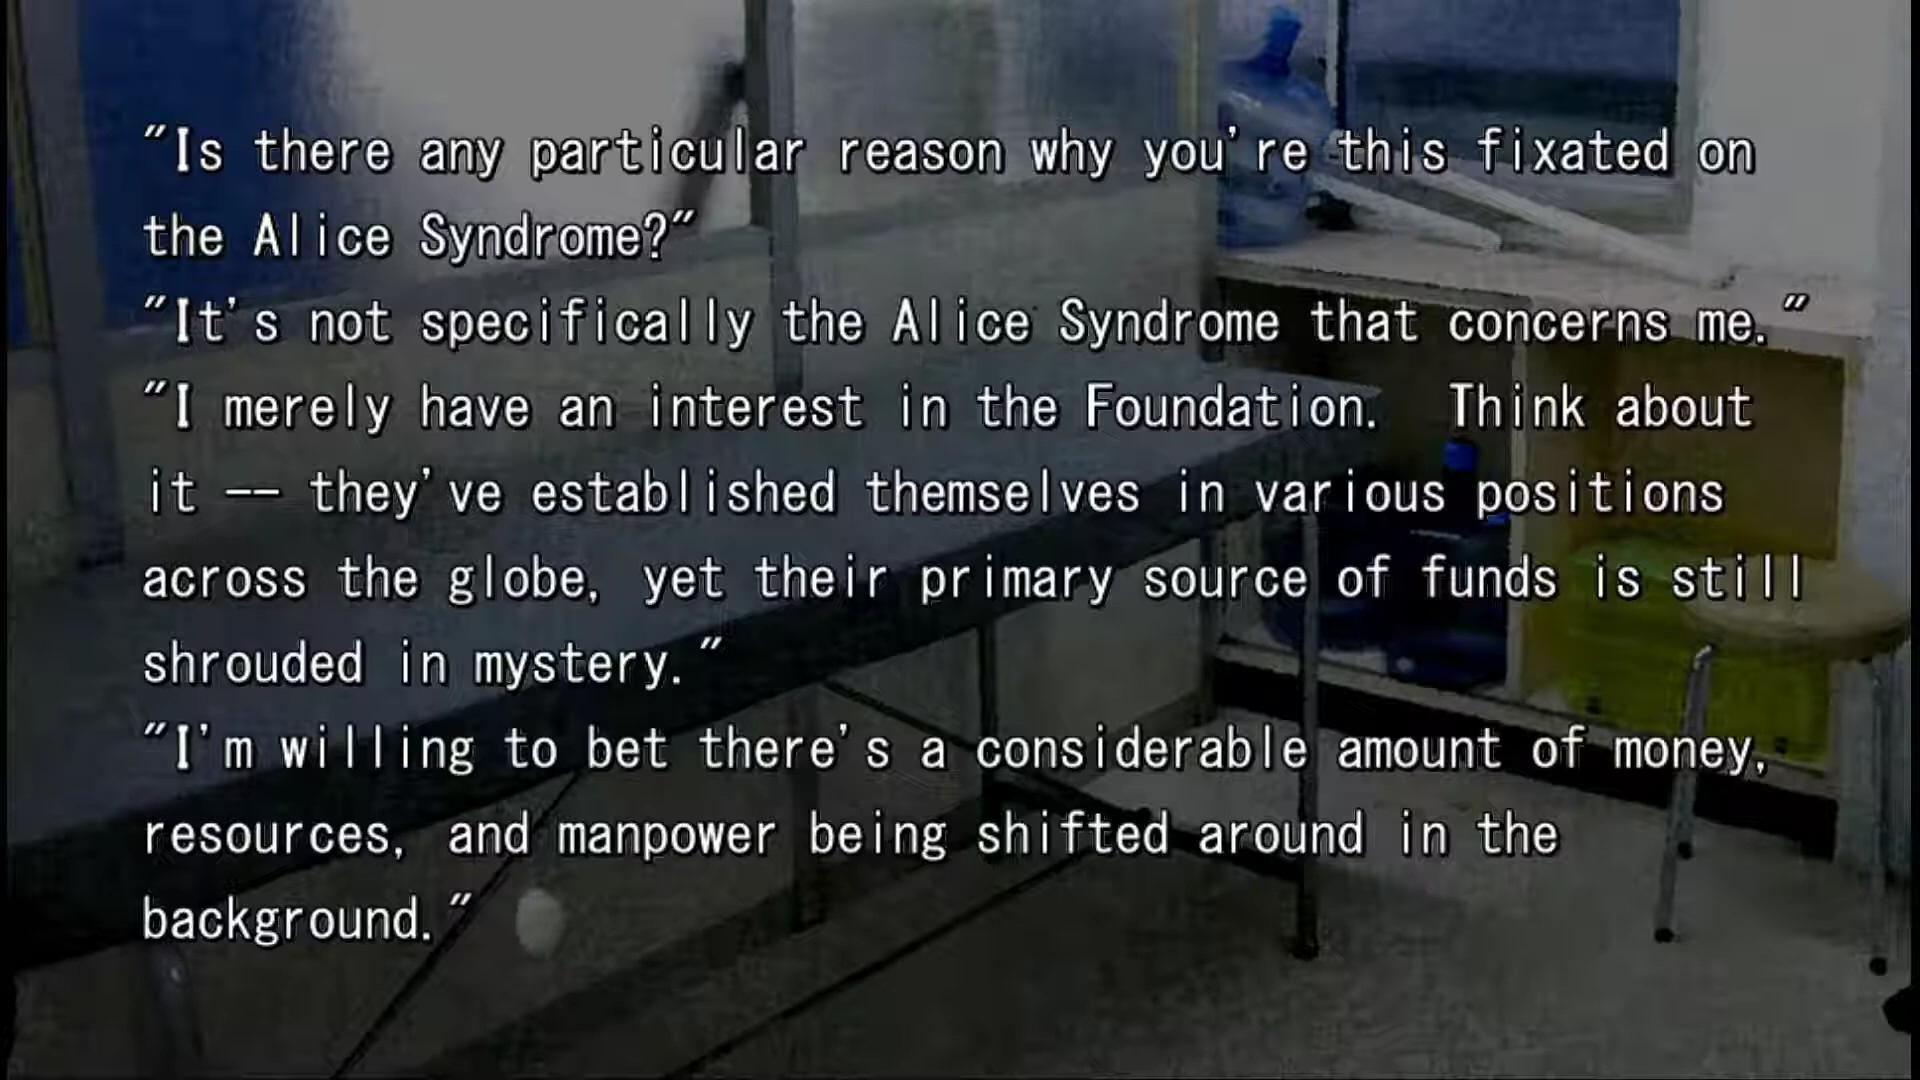 "Is there any particular reason why you're this fixated on
the Alice Syndrome?"
"It's not specifically the Alice Syndrome that concerns me."
"I merely have an interest in the Foundation.  Think about
it -- they've established themselves in various positions
across the globe, yet their primary source of funds is still
shrouded in mystery."
"I'm willing to bet there's a considerable amount of money,
resources, and manpower being shifted around in the
background."